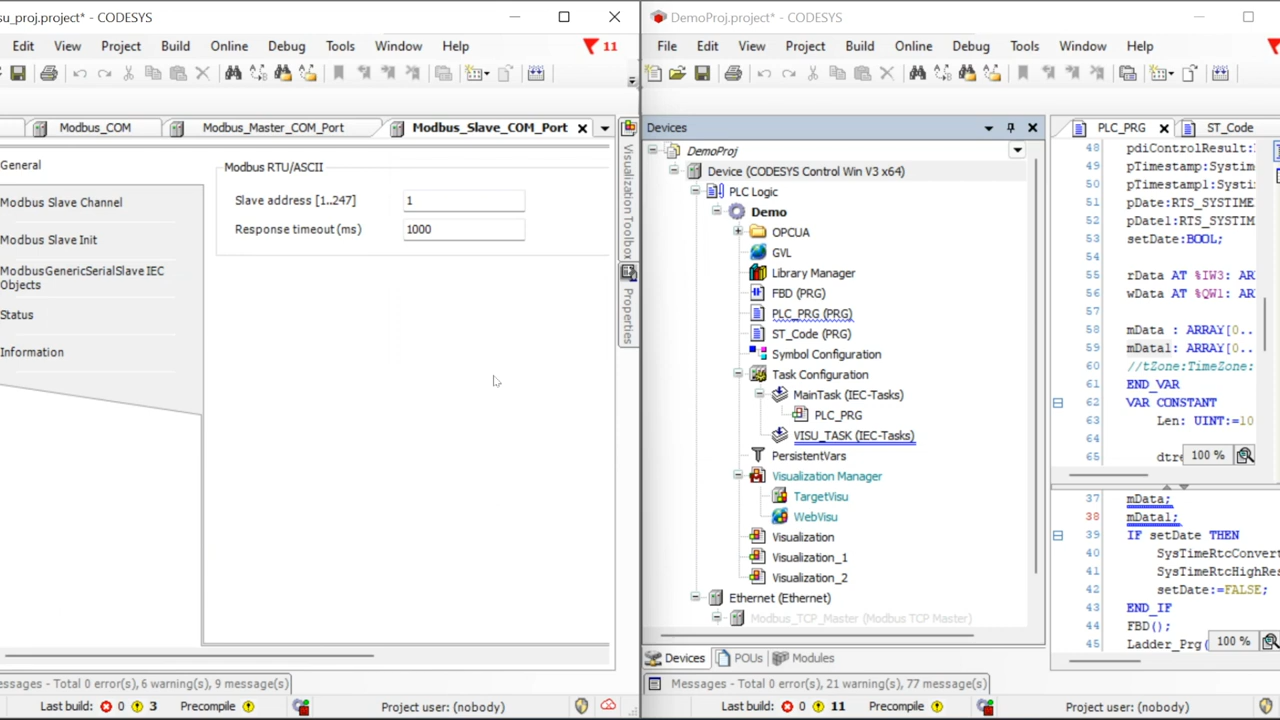 su_proj.project* - CODESYS
Edit View Project Build Online Debug Tools Window Help
11
Modbus_COM
Modbus_Master_COM_Port
Modbus_Slave_COM_Port
General
Modbus Slave Channel
Modbus Slave Init
ModbusGenericSerialSlave IEC
Objects
Status
Information
Modbus RTU/ASCII
Slave address [1..247]
1
Response timeout (ms)
1000
Visualization Toolbox
Properties
essages - Total 0 error(s), 6 warning(s), 9 message(s)
Last build: 0 3 Precompile Project user: (nobody)
DemoProj.project* - CODESYS
File Edit View Project Build Online Debug Tools Window Help
Devices
DemoProj
Device (CODESYS Control Win V3 x64)
PLC Logic
Demo
OPCUA
GVL
Library Manager
FBD (PRG)
PLC_PRG (PRG)
ST_Code (PRG)
Symbol Configuration
Task Configuration
MainTask (IEC-Tasks)
PLC_PRG
VISU_TASK (IEC-Tasks)
PersistentVars
Visualization Manager
TargetVisu
WebVisu
Visualization
Visualization_1
Visualization_2
Ethernet (Ethernet)
Modbus_TCP_Master (Modbus TCP Master)
Devices POUs Modules
PLC_PRG
ST_Code
48 pdiControlResult:
49 pTimestamp:Systim
50 pTimestamp1:Systi
51 pDate:RTS_SYSTIME
52 pDate1:RTS_SYSTIM
53 setDate:BOOL;
54
55 rData AT %IW3: AR
56 wData AT %QW1: AR
57
58 mData : ARRAY[0..
59 mData1: ARRAY[0..
60 //tZone:TimeZone:
61 END_VAR
62 VAR CONSTANT
63 Len: UINT:=10
64
65 dtr
100 %
37 mData;
38 mData1;
39 IF setDate THEN
40 SysTimeRtcConvert
41 SysTimeRtcHighRes
42 setDate:=FALSE;
43 END_IF
44 FBD();
45 Ladder_Prg(
100 %
Messages - Total 0 error(s), 21 warning(s), 77 message(s)
Last build: 0 11 Precompile Project user: (nobody)